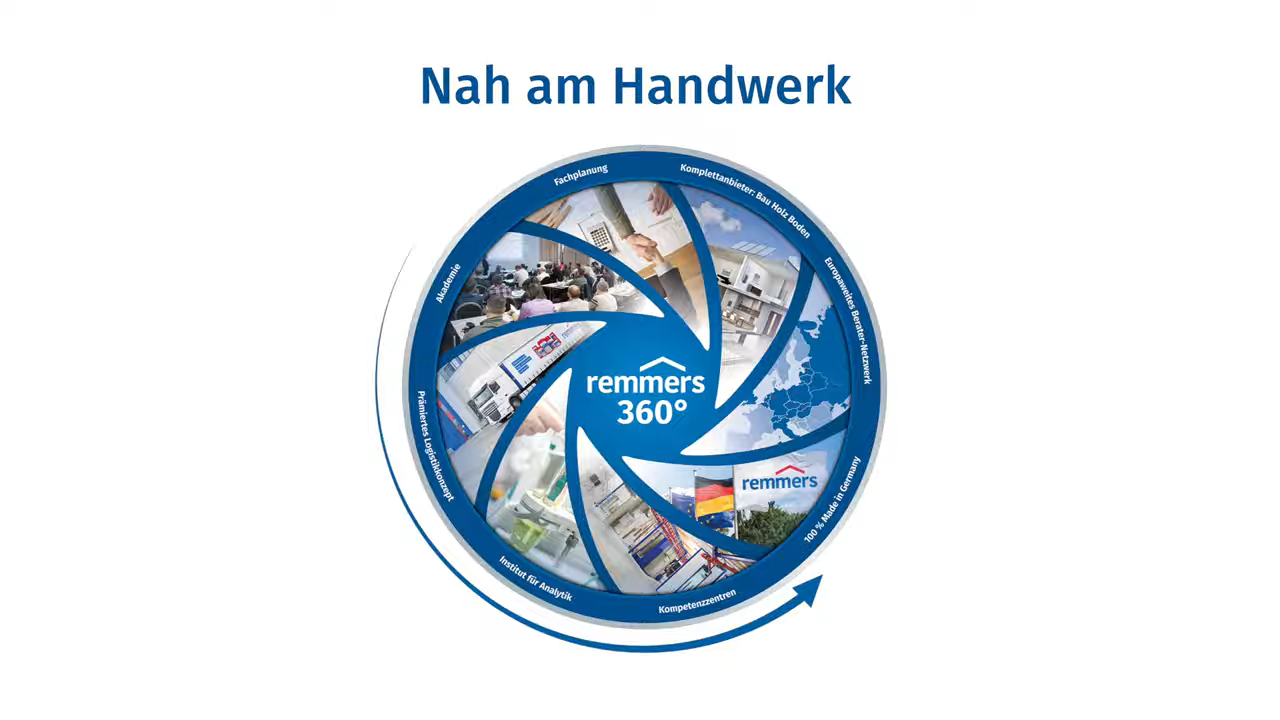 Nah am Handwerk
Fachplanung
Komplettanbieter: Bau Holz Boden
Europaweites Berater-Netzwerk
100 % Made in Germany
Kompetenzzentren
Institut für Analytik
Prämiertes Logistikkonzept
Akademie
remmers
360°
remmers